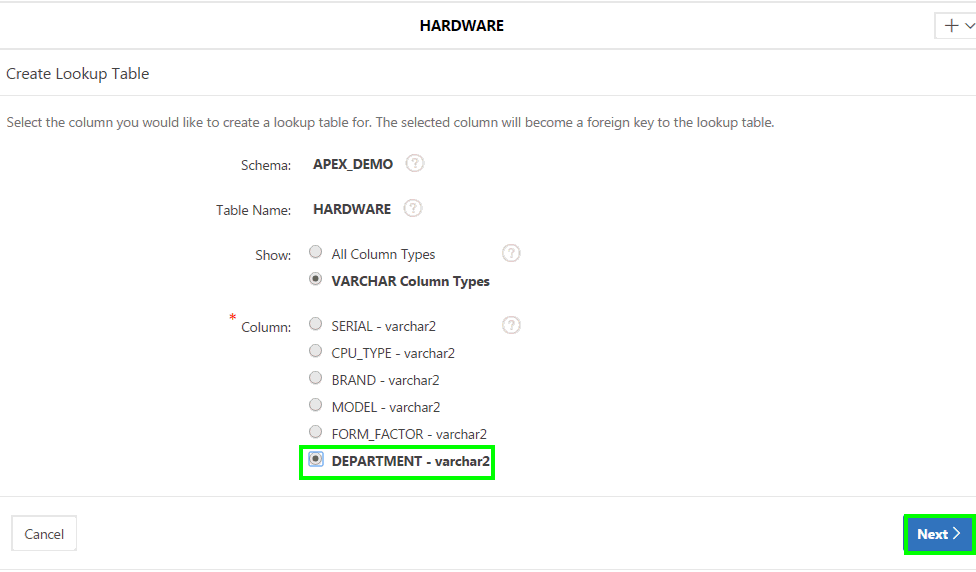 HARDWARE
Create Lookup Table
Select the column you would like to create a lookup table for. The selected column will become a foreign key to the lookup table.
Schema: APEX_DEMO ?
Table Name: HARDWARE ?
Show: All Column Types ?
VARCHAR Column Types
* Column: SERIAL - varchar2 ?
CPU_TYPE - varchar2
BRAND - varchar2
MODEL - varchar2
FORM_FACTOR - varchar2
DEPARTMENT - varchar2
Cancel Next